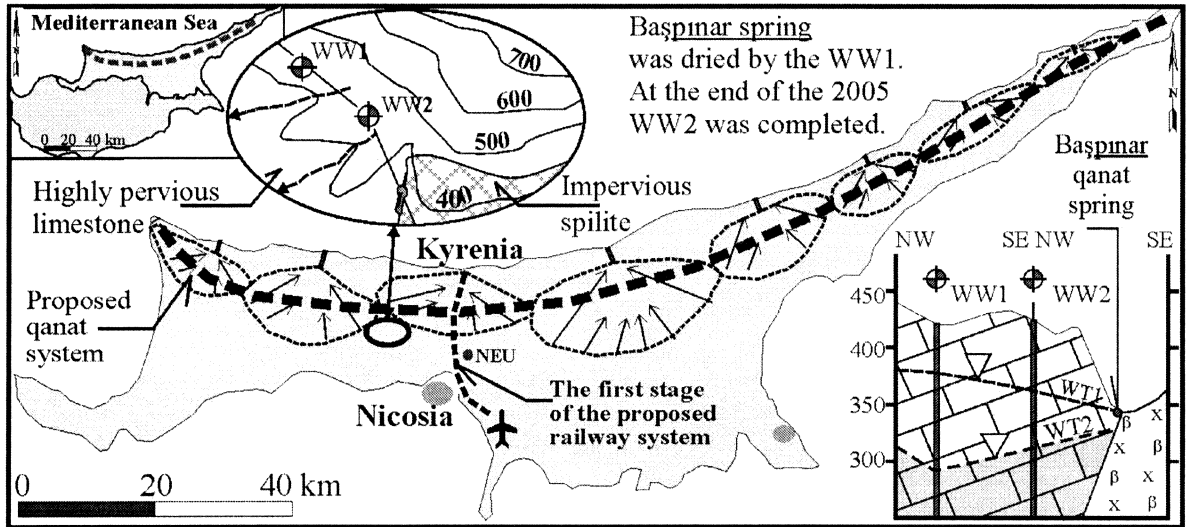 Mediterranean Sea
N
0 20 40 km
WW1
WW2
700
600
500
400
Başpınar spring
was dried by the WW1.
At the end of the 2005
WW2 was completed.
N
Highly pervious
limestone
Impervious
spilite
Başpınar
qanat
spring
Kyrenia
Proposed
qanat
system
NEU
Nicosia
The first stage
of the proposed
railway system
0 20 40 km
NW SE NW SE
WW1 WW2
450
400
350
300
WT1
WT2
β x
x β
β x
x β